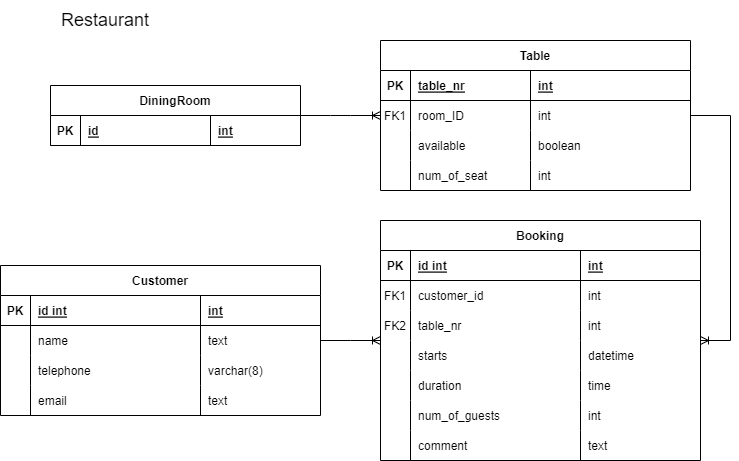 Restaurant
Table
PK table_nr int
FK1 room_ID int
available boolean
num_of_seat int
DiningRoom
PK id int
Booking
PK id int int
FK1 customer_id int
FK2 table_nr int
starts datetime
duration time
num_of_guests int
comment text
Customer
PK id int int
name text
telephone varchar(8)
email text